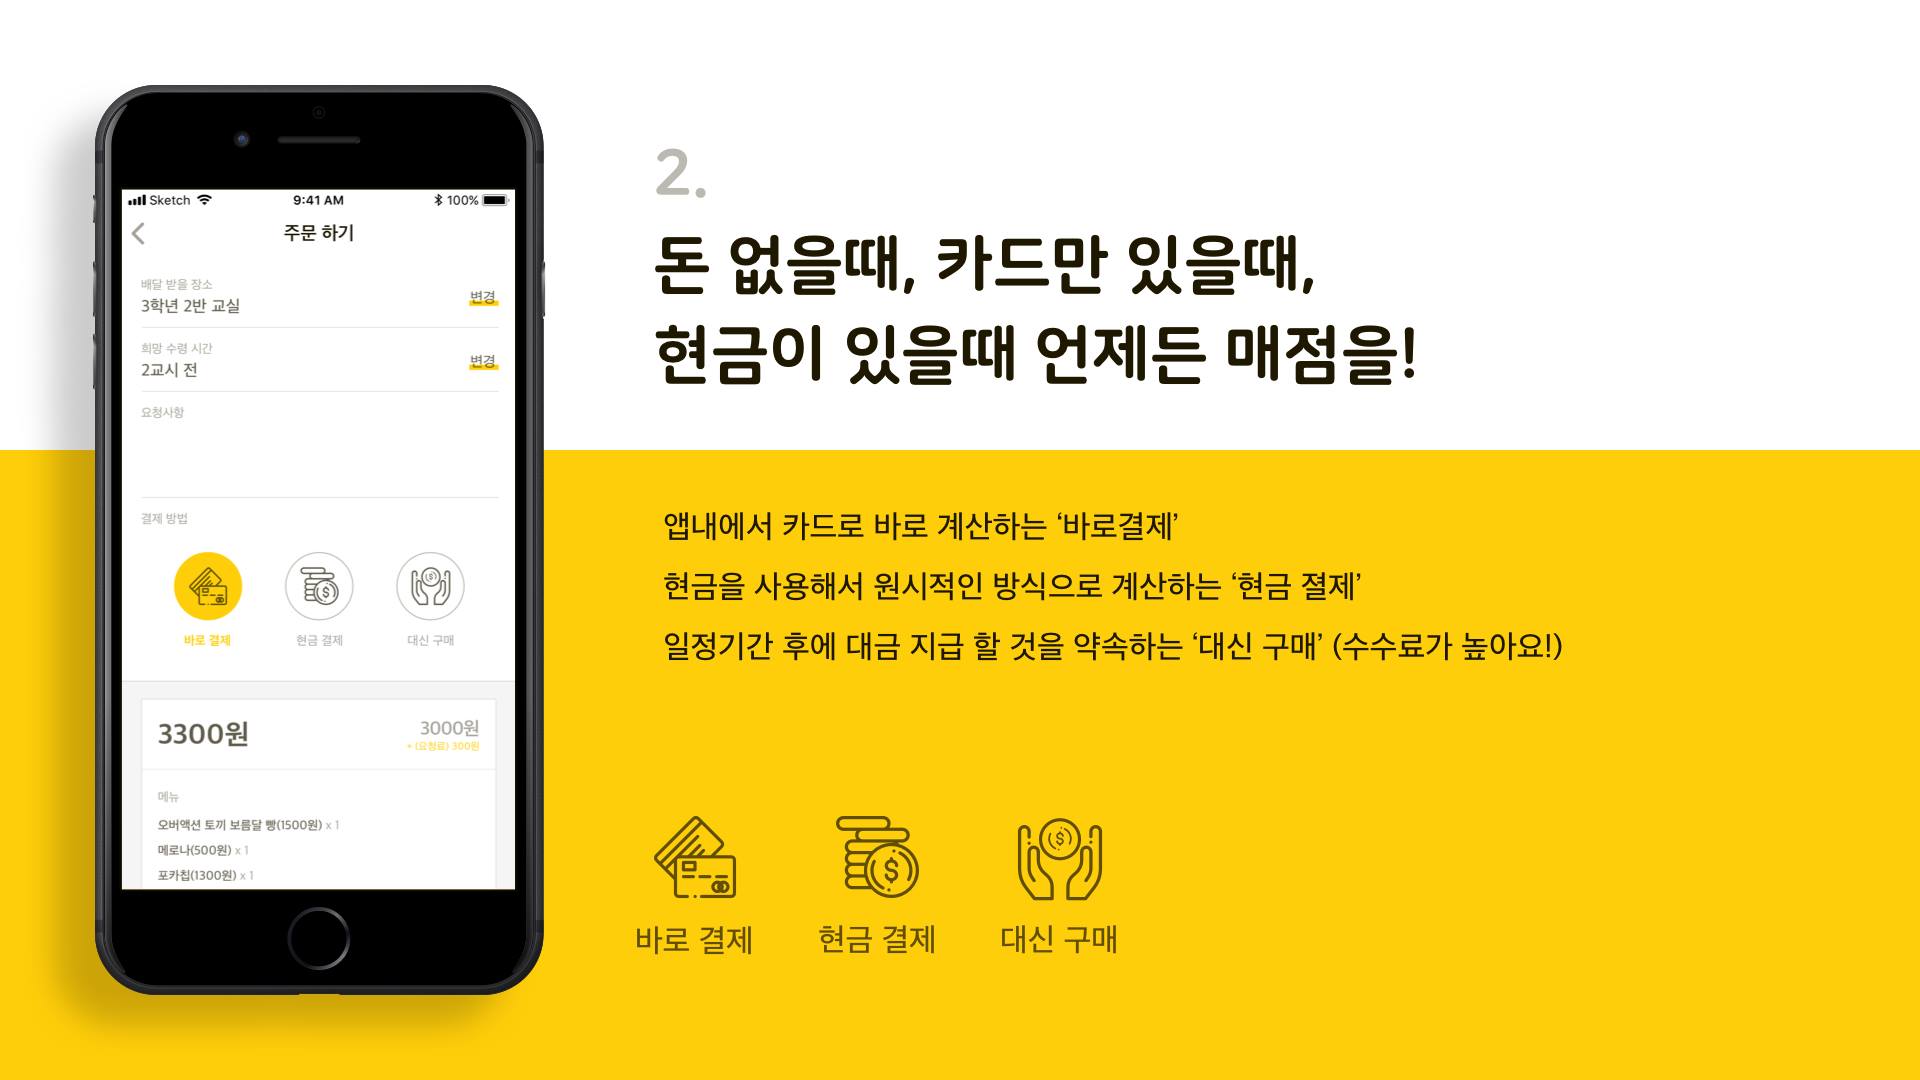 Sketch 9:41 AM 100%
주문 하기
배달 받을 장소
3학년 2반 교실
변경
희망 수령 시간
2교시 전
변경
요청사항
결제 방법
바로 결제 현금 결제 대신 구매
3300원
3000원
+ (요청료) 300원
메뉴
오버액션 토끼 보름달 빵(1500원) x 1
메로나(500원) x 1
포카칩(1300원) x 1
2.
돈 없을때, 카드만 있을때,
현금이 있을때 언제든 매점을!
앱내에서 카드로 바로 계산하는 ‘바로결제’
현금을 사용해서 원시적인 방식으로 계산하는 ‘현금 졀제’
일정기간 후에 대금 지급 할 것을 약속하는 ‘대신 구매’ (수수료가 높아요!)
바로 결제 현금 결제 대신 구매